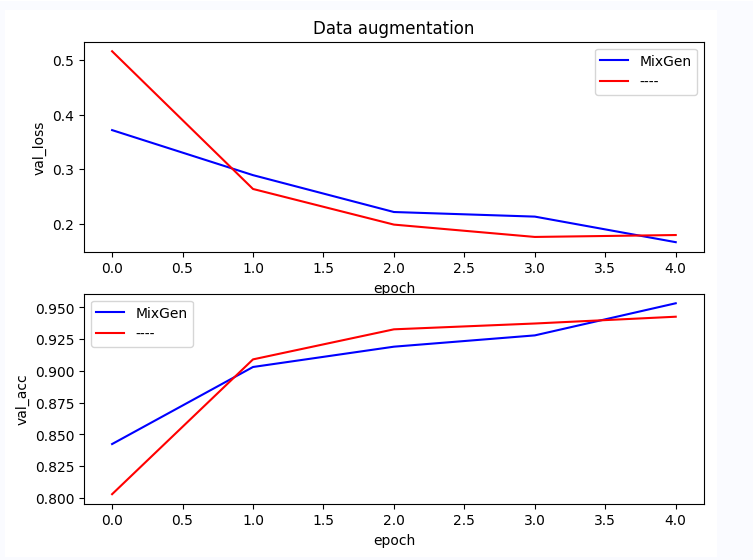 Data augmentation
MixGen
----
0.5
0.4
0.3
0.2
val_loss
0.0 0.5 1.0 1.5 2.0 2.5 3.0 3.5 4.0
epoch
MixGen
----
0.950
0.925
0.900
0.875
0.850
0.825
0.800
val_acc
0.0 0.5 1.0 1.5 2.0 2.5 3.0 3.5 4.0
epoch